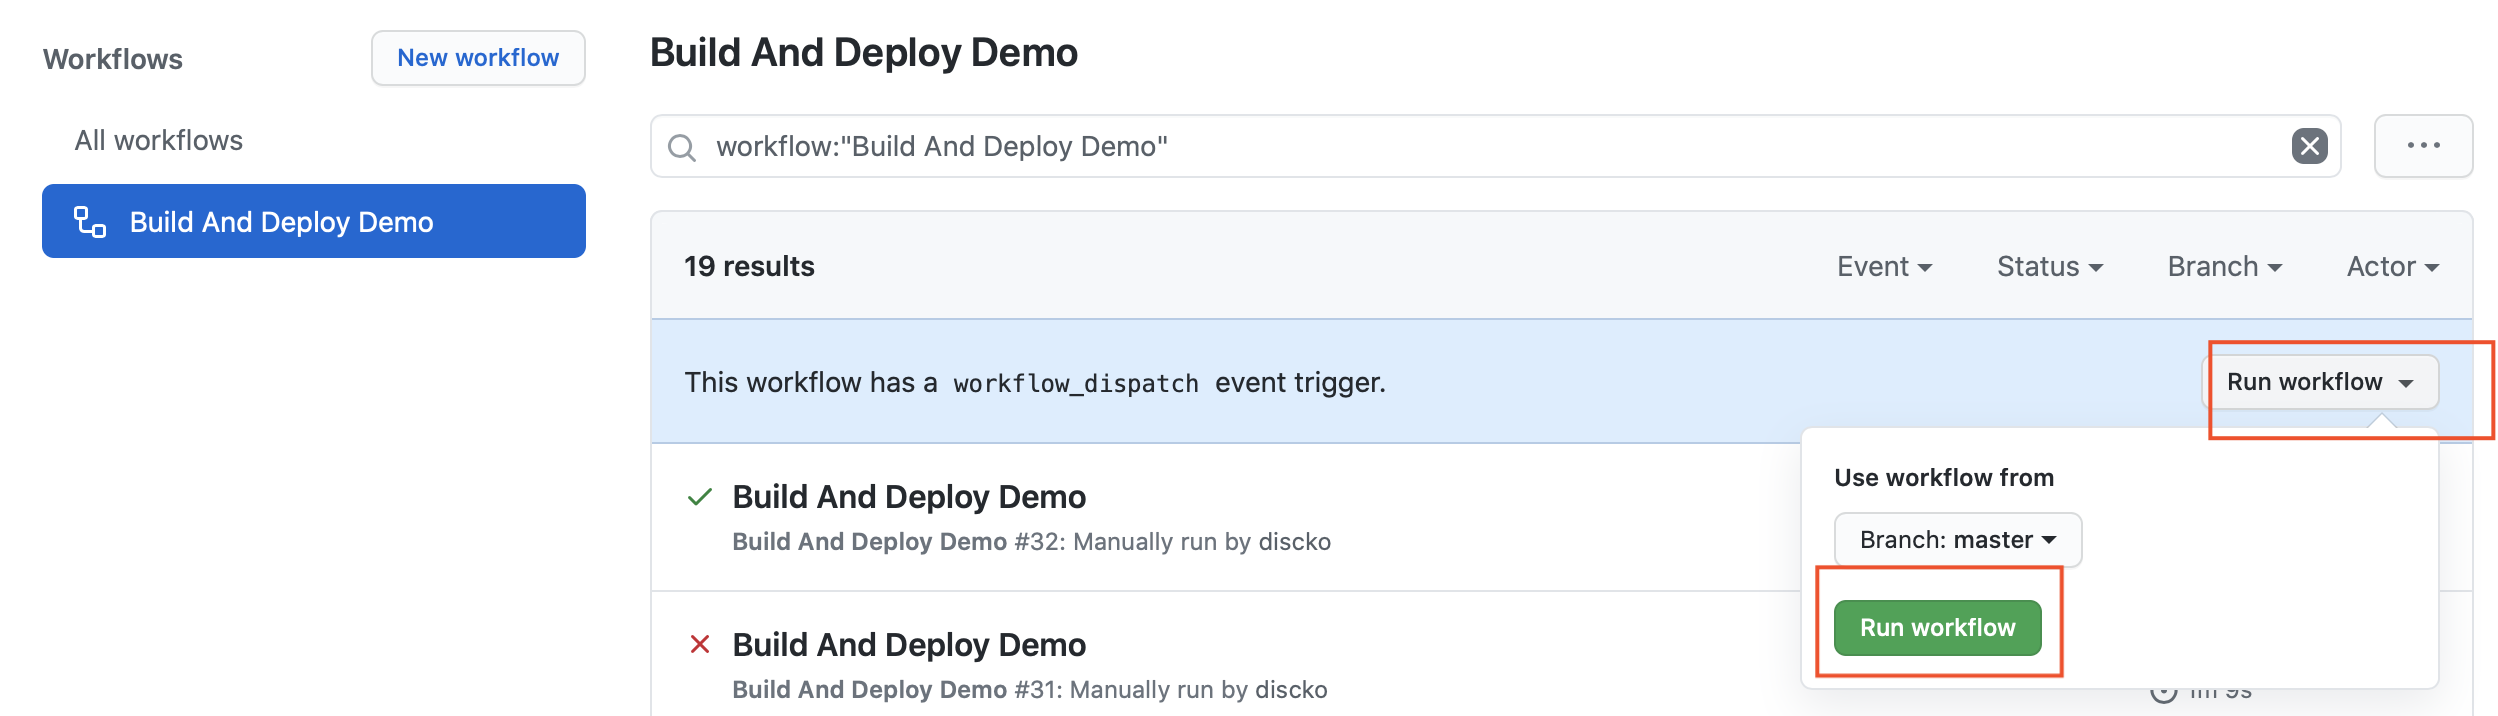 Workflows
New workflow
All workflows
Build And Deploy Demo
Build And Deploy Demo
workflow:"Build And Deploy Demo"
19 results
Event
Status
Branch
Actor
This workflow has a workflow_dispatch event trigger.
Run workflow
Use workflow from
Branch: master
Run workflow
Build And Deploy Demo
Build And Deploy Demo #32: Manually run by discko
Build And Deploy Demo
Build And Deploy Demo #31: Manually run by discko
1m 9s